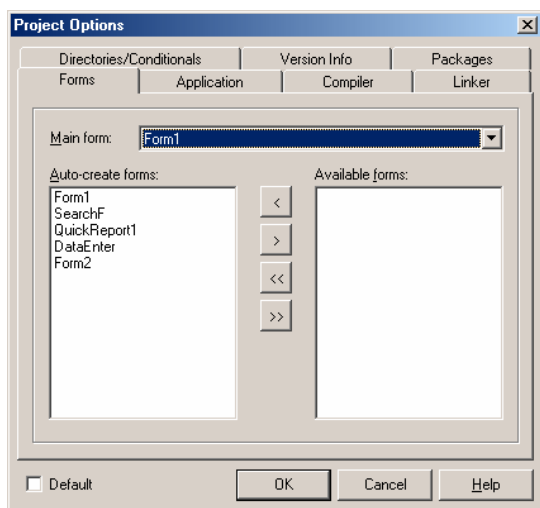 Project Options
Directories/Conditionals Version Info Packages
Forms Application Compiler Linker
Main form: Form1
Auto-create forms: Available forms:
Form1
SearchF
QuickReport1
DataEnter
Form2
<
>
<<
>>
Default OK Cancel Help